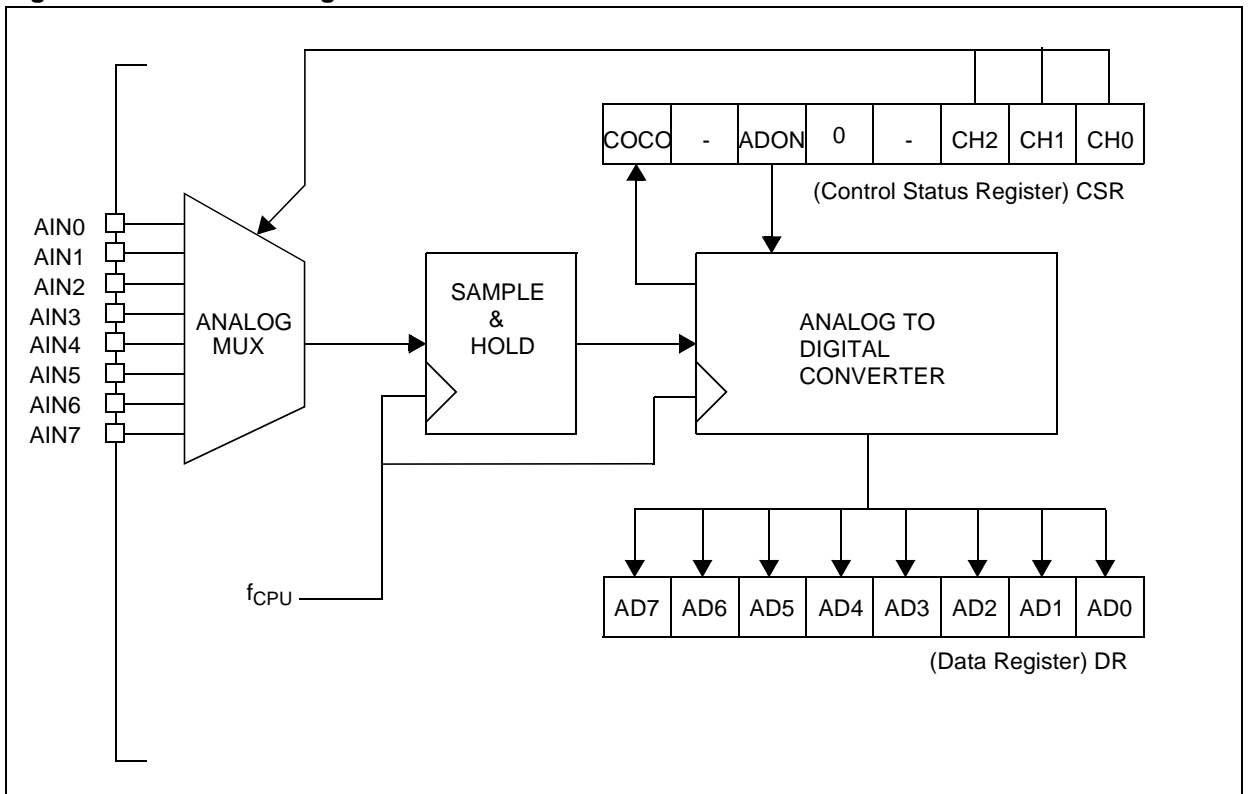 COCO - ADON 0 - CH2 CH1 CH0
(Control Status Register) CSR
AIN0
AIN1
AIN2
AIN3
AIN4
AIN5
AIN6
AIN7
ANALOG
MUX
SAMPLE
&
HOLD
ANALOG TO
DIGITAL
CONVERTER
fCPU
AD7 AD6 AD5 AD4 AD3 AD2 AD1 AD0
(Data Register) DR